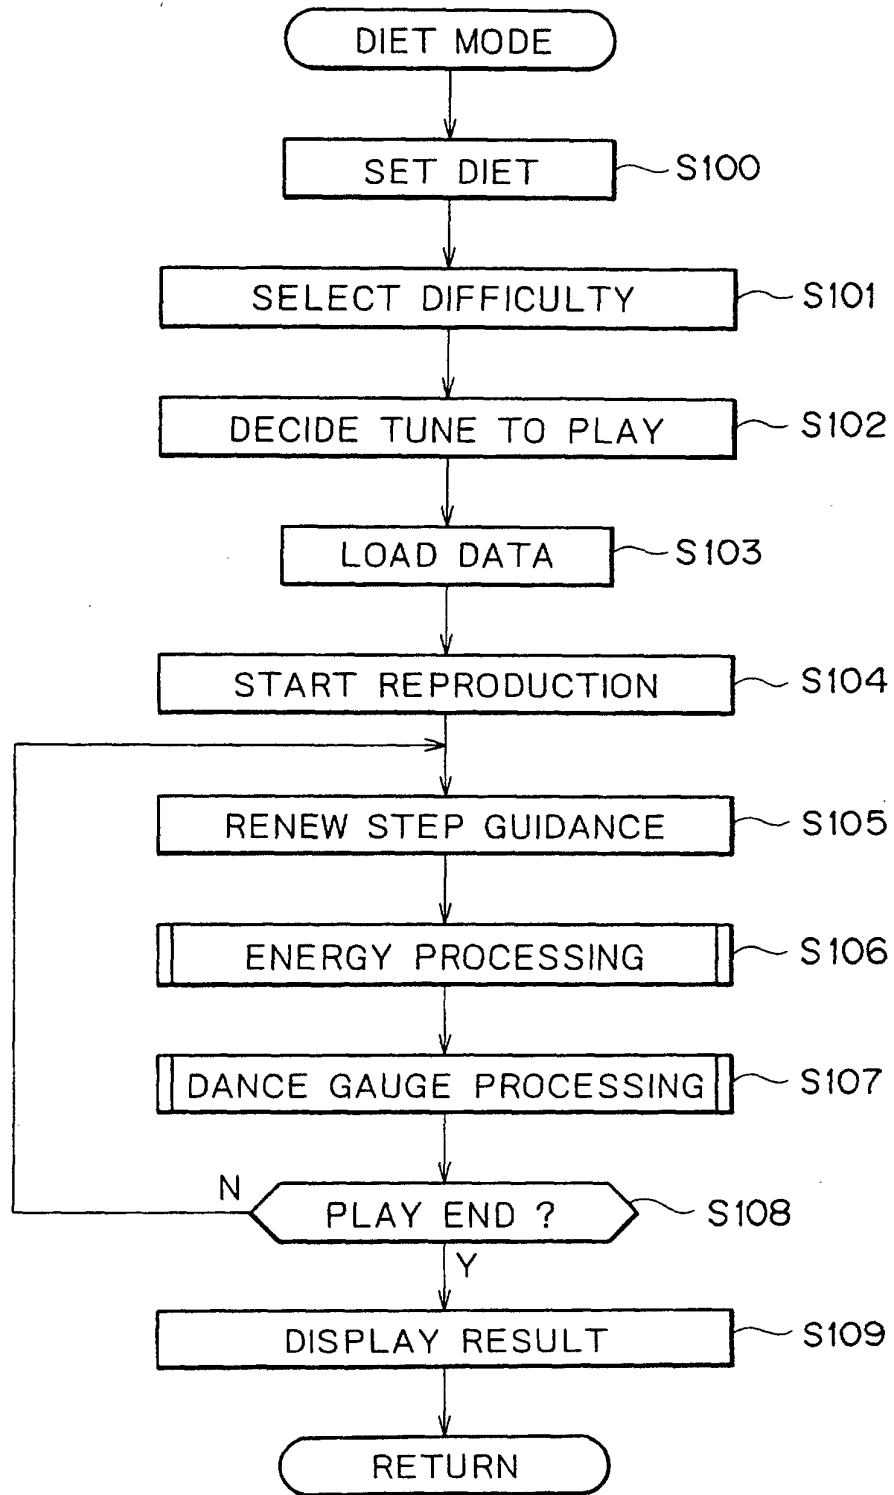 DIET MODE
SET DIET S100
SELECT DIFFICULTY S101
DECIDE TUNE TO PLAY S102
LOAD DATA S103
START REPRODUCTION S104
RENEW STEP GUIDANCE S105
ENERGY PROCESSING S106
DANCE GAUGE PROCESSING S107
N
PLAY END ? S108
Y
DISPLAY RESULT S109
RETURN